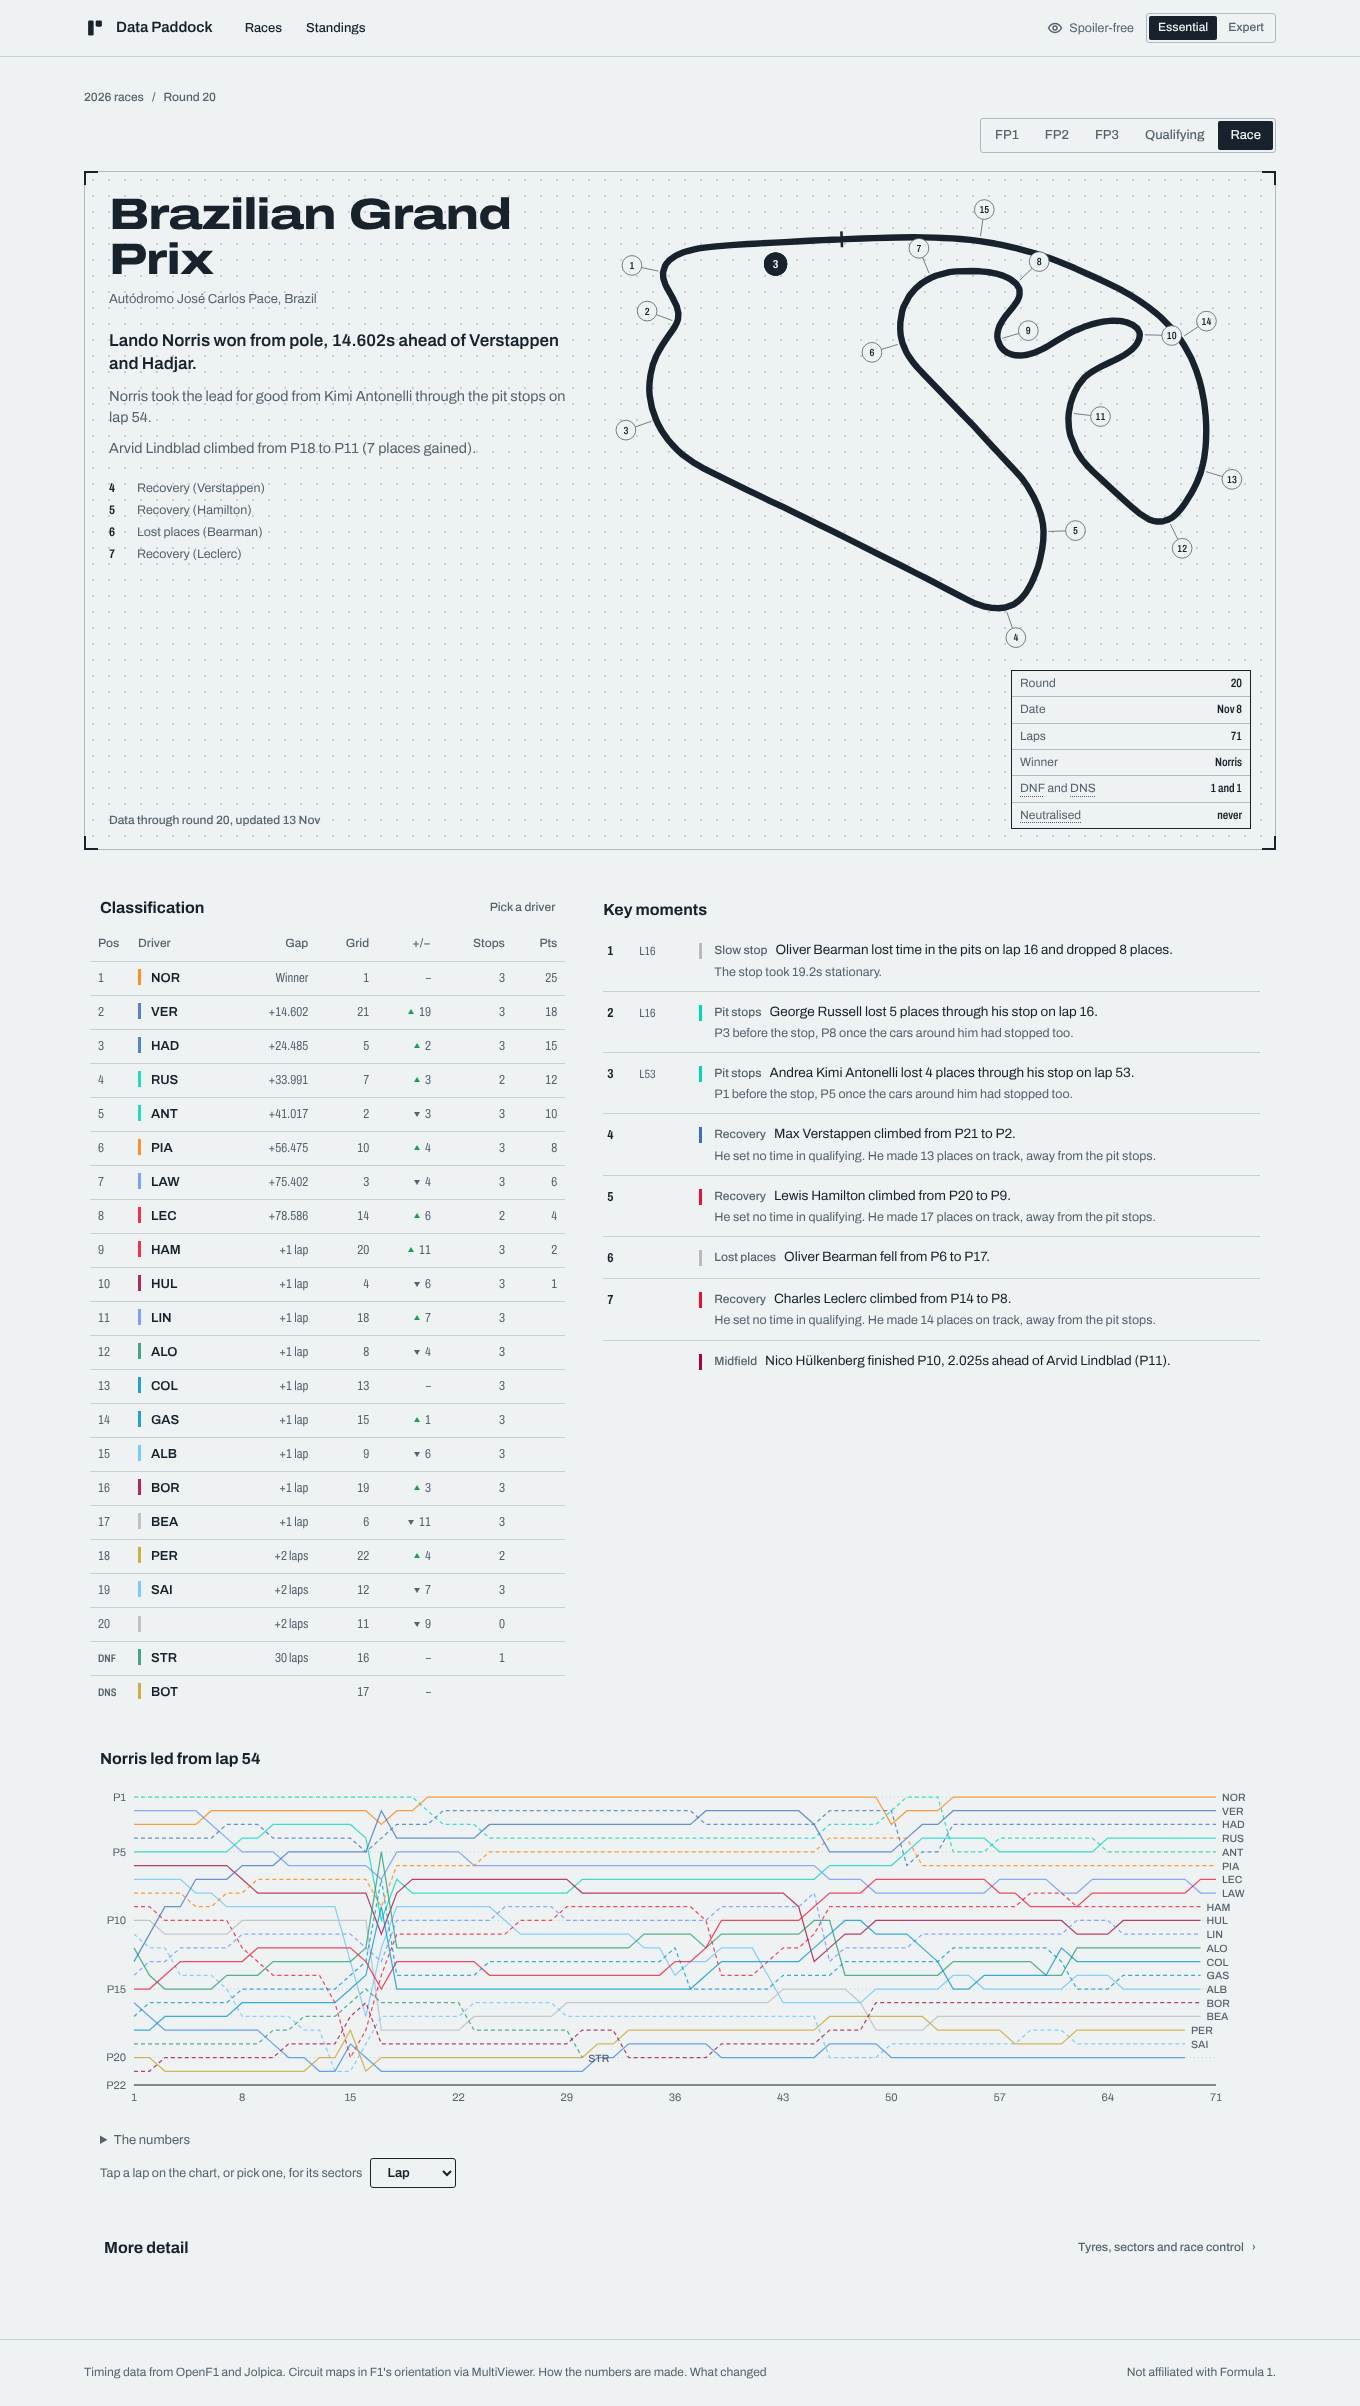 Data Paddock Races Standings Spoiler-free Essential Expert
2026 races / Round 20
FP1 FP2 FP3 Qualifying Race
Brazilian Grand
Prix
Autódromo José Carlos Pace, Brazil
Lando Norris won from pole, 14.602s ahead of Verstappen
and Hadjar.
Norris took the lead for good from Kimi Antonelli through the pit stops on
lap 54.
Arvid Lindblad climbed from P18 to P11 (7 places gained).
4 Recovery (Verstappen)
5 Recovery (Hamilton)
6 Lost places (Bearman)
7 Recovery (Leclerc)
Data through round 20, updated 13 Nov
15
7
8
1
3
2
14
9
10
6
11
3
13
5
12
4
Round 20
Date Nov 8
Laps 71
Winner Norris
DNF and DNS 1 and 1
Neutralised never
Classification Pick a driver
Pos Driver Gap Grid +/− Stops Pts
1 NOR Winner 1 – 3 25
2 VER +14.602 21 ▲ 19 3 18
3 HAD +24.485 5 ▲ 2 3 15
4 RUS +33.991 7 ▲ 3 2 12
5 ANT +41.017 2 ▼ 3 3 10
6 PIA +56.475 10 ▲ 4 3 8
7 LAW +75.402 3 ▼ 4 3 6
8 LEC +78.586 14 ▲ 6 2 4
9 HAM +1 lap 20 ▲ 11 3 2
10 HUL +1 lap 4 ▼ 6 3 1
11 LIN +1 lap 18 ▲ 7 3
12 ALO +1 lap 8 ▼ 4 3
13 COL +1 lap 13 – 3
14 GAS +1 lap 15 ▲ 1 3
15 ALB +1 lap 9 ▼ 6 3
16 BOR +1 lap 19 ▲ 3 3
17 BEA +1 lap 6 ▼ 11 3
18 PER +2 laps 22 ▲ 4 2
19 SAI +2 laps 12 ▼ 7 3
20 +2 laps 11 ▼ 9 0
DNF STR 30 laps 16 – 1
DNS BOT 17 –
Key moments
1 L16 Slow stop Oliver Bearman lost time in the pits on lap 16 and dropped 8 places.
The stop took 19.2s stationary.
2 L16 Pit stops George Russell lost 5 places through his stop on lap 16.
P3 before the stop, P8 once the cars around him had stopped too.
3 L53 Pit stops Andrea Kimi Antonelli lost 4 places through his stop on lap 53.
P1 before the stop, P5 once the cars around him had stopped too.
4 Recovery Max Verstappen climbed from P21 to P2.
He set no time in qualifying. He made 13 places on track, away from the pit stops.
5 Recovery Lewis Hamilton climbed from P20 to P9.
He set no time in qualifying. He made 17 places on track, away from the pit stops.
6 Lost places Oliver Bearman fell from P6 to P17.
7 Recovery Charles Leclerc climbed from P14 to P8.
He set no time in qualifying. He made 14 places on track, away from the pit stops.
Midfield Nico Hülkenberg finished P10, 2.025s ahead of Arvid Lindblad (P11).
Norris led from lap 54
P1
P5
P10
P15
P20
P22
NOR
VER
HAD
RUS
ANT
PIA
LEC
LAW
HAM
HUL
LIN
ALO
COL
GAS
ALB
BOR
BEA
PER
SAI
STR
1 8 15 22 29 36 43 50 57 64 71
▶ The numbers
Tap a lap on the chart, or pick one, for its sectors Lap
More detail Tyres, sectors and race control ›
Timing data from OpenF1 and Jolpica. Circuit maps in F1's orientation via MultiViewer. How the numbers are made. What changed
Not affiliated with Formula 1.